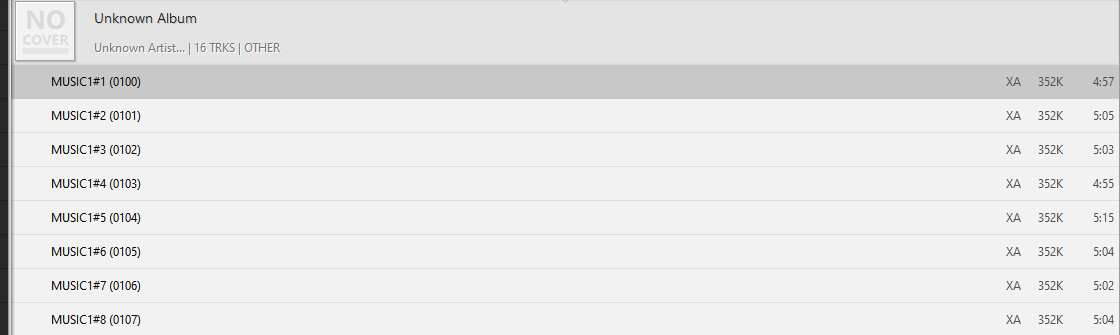 NO
COVER
Unknown Album
Unknown Artist... | 16 TRKS | OTHER
MUSIC1#1 (0100) XA 352K 4:57
MUSIC1#2 (0101) XA 352K 5:05
MUSIC1#3 (0102) XA 352K 5:03
MUSIC1#4 (0103) XA 352K 4:55
MUSIC1#5 (0104) XA 352K 5:15
MUSIC1#6 (0105) XA 352K 5:04
MUSIC1#7 (0106) XA 352K 5:02
MUSIC1#8 (0107) XA 352K 5:04